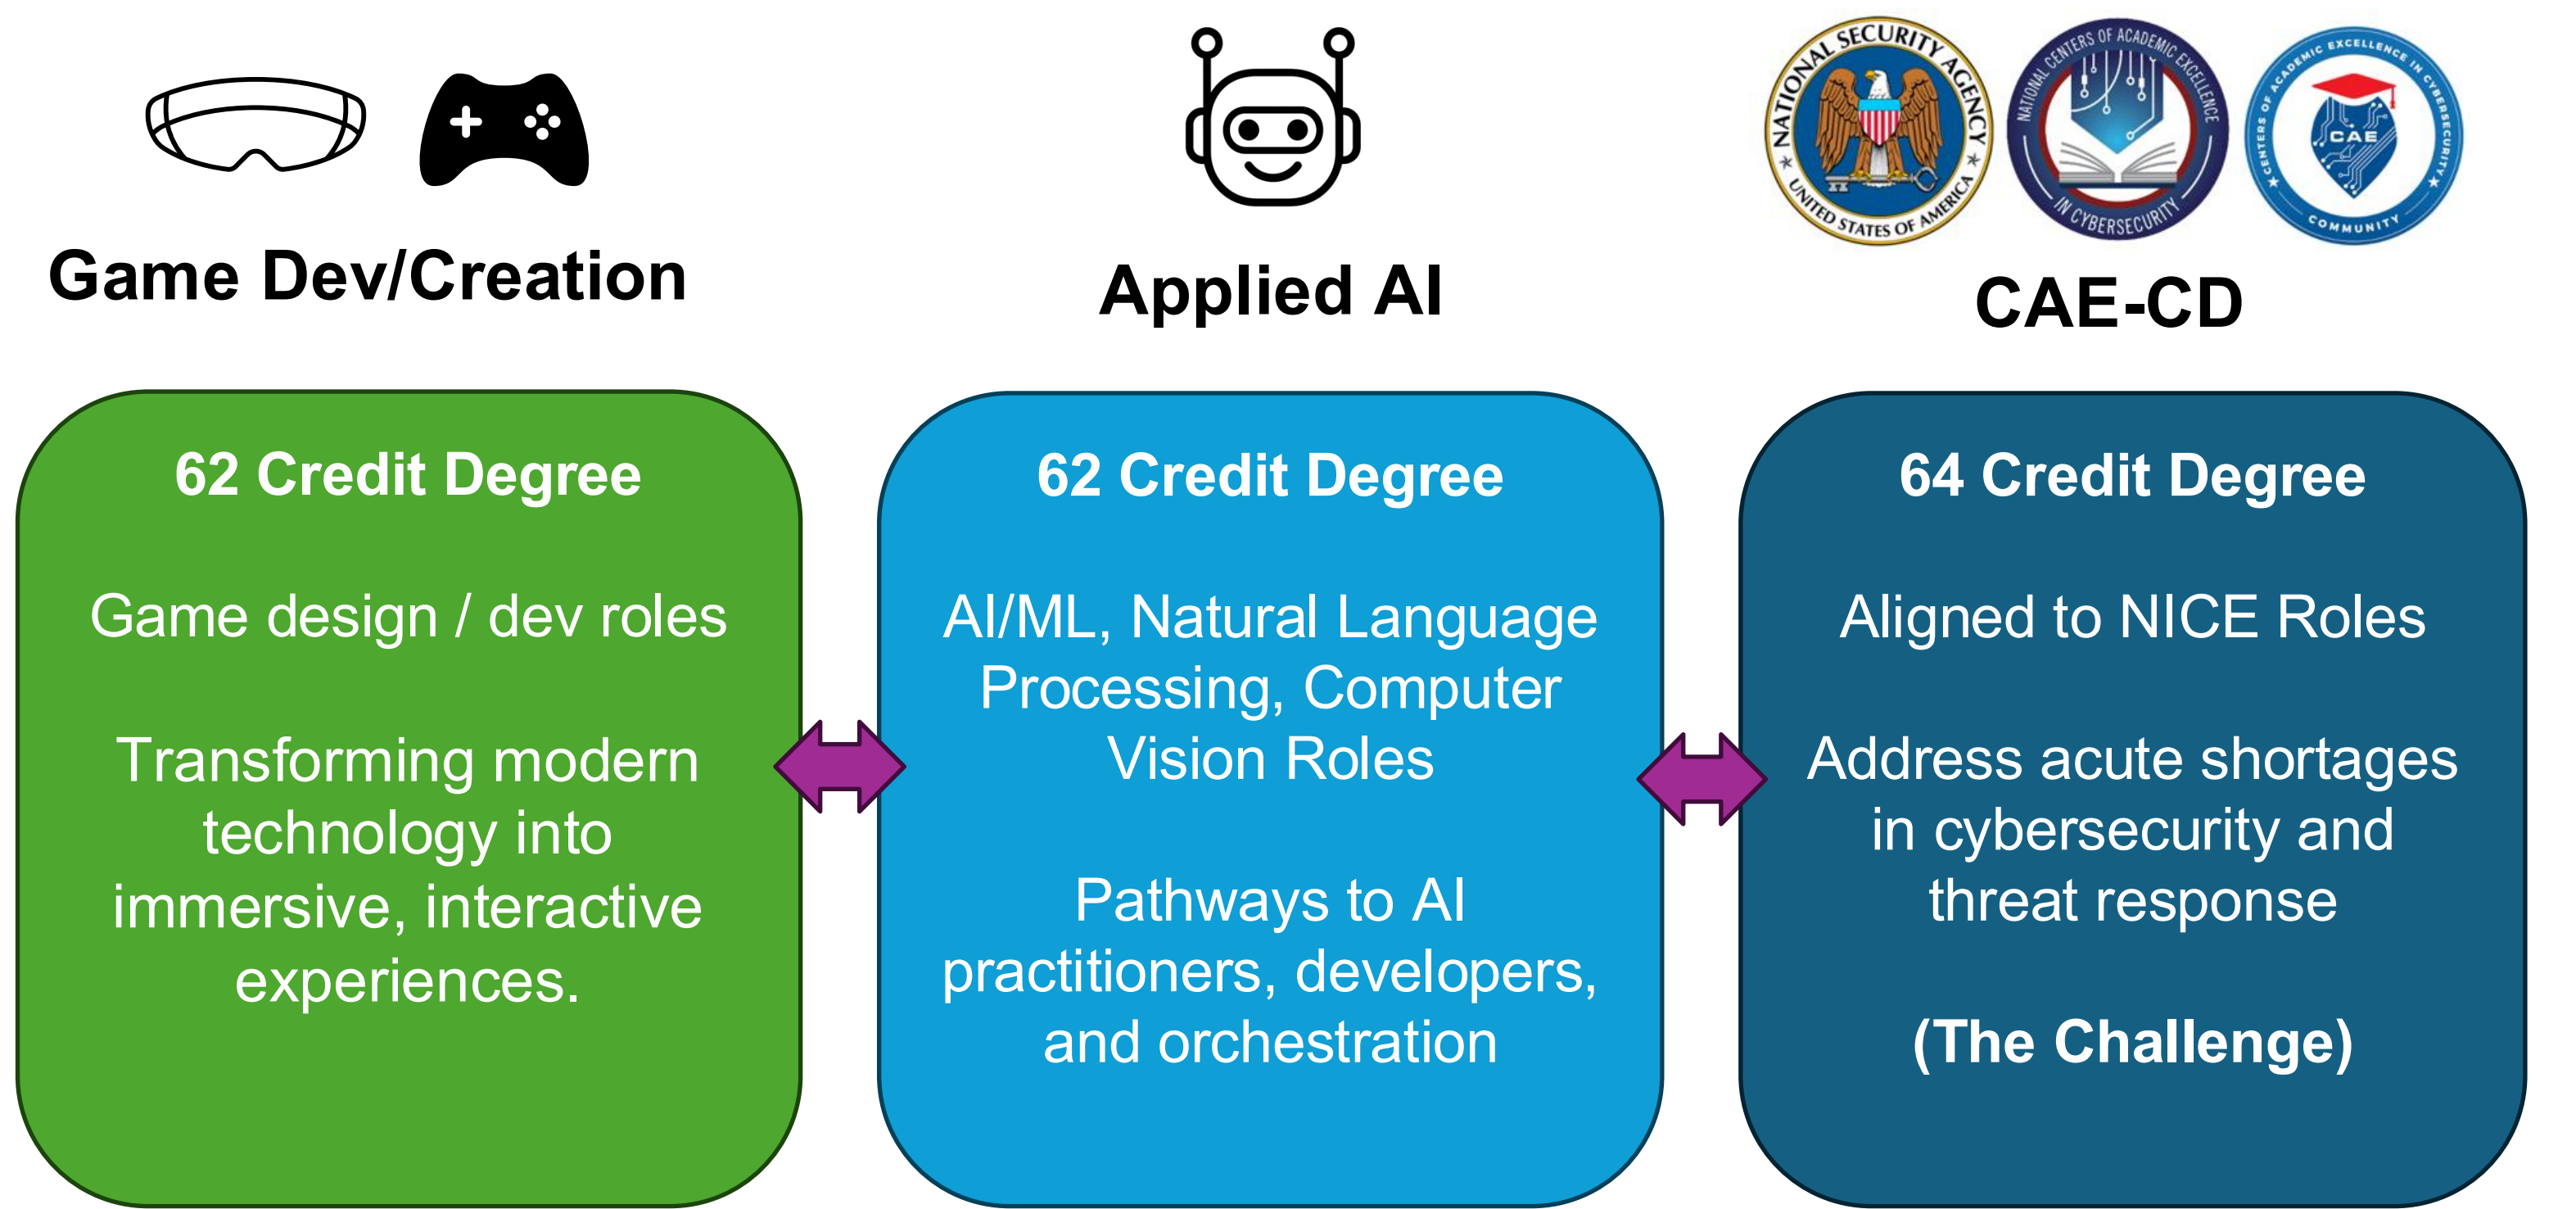 NATIONAL SECURITY AGENCY
UNITED STATES OF AMERICA
NATIONAL CENTERS OF ACADEMIC EXCELLENCE
IN CYBERSECURITY
CENTERS OF ACADEMIC EXCELLENCE IN CYBERSECURITY
CAE
COMMUNITY
Game Dev/Creation
Applied AI
CAE-CD
62 Credit Degree
Game design / dev roles
Transforming modern
technology into
immersive, interactive
experiences.
62 Credit Degree
AI/ML, Natural Language
Processing, Computer
Vision Roles
Pathways to AI
practitioners, developers,
and orchestration
64 Credit Degree
Aligned to NICE Roles
Address acute shortages
in cybersecurity and
threat response
(The Challenge)